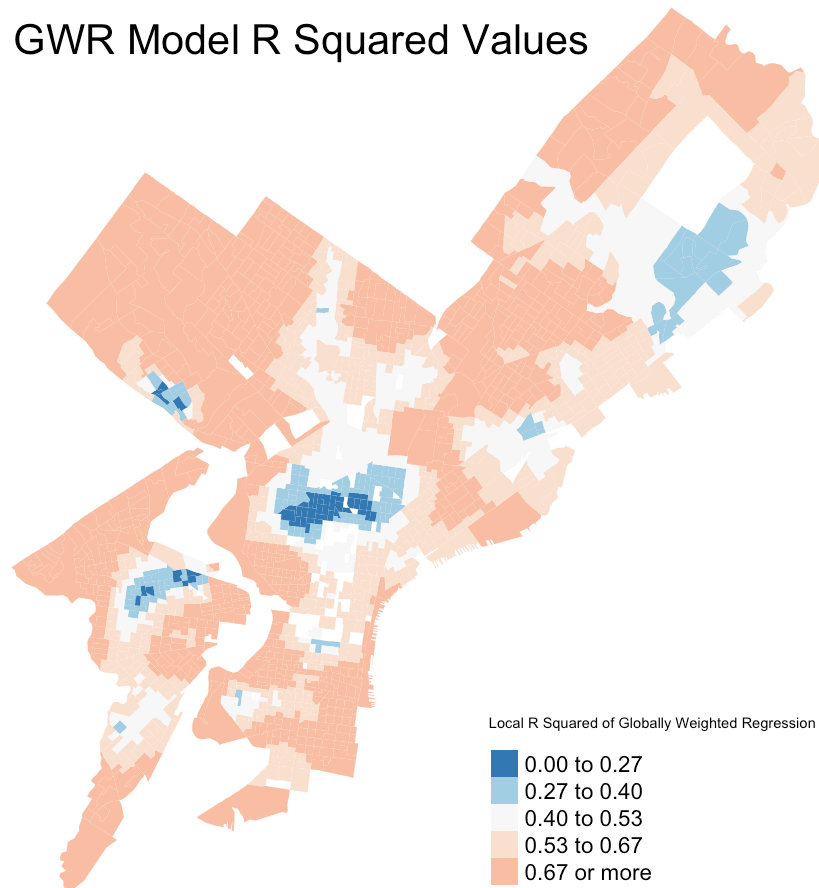 GWR Model R Squared Values
Local R Squared of Globally Weighted Regression
0.00 to 0.27
0.27 to 0.40
0.40 to 0.53
0.53 to 0.67
0.67 or more